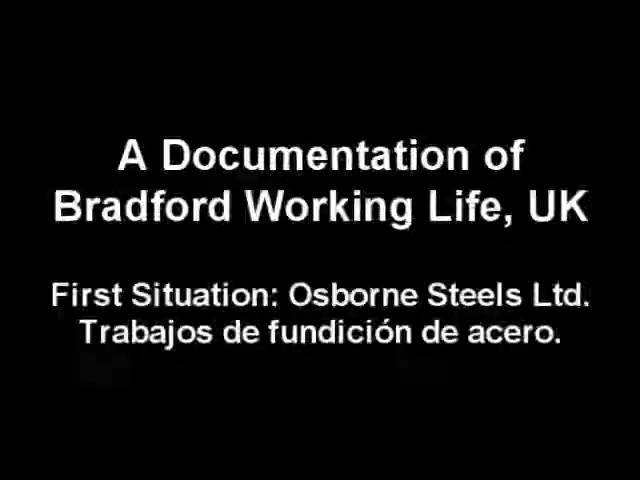 A Documentation of
Bradford Working Life, UK
First Situation: Osborne Steels Ltd.
Trabajos de fundición de acero.